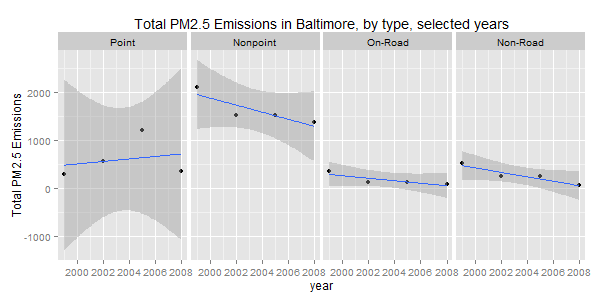 Total PM2.5 Emissions in Baltimore, by type, selected years
Point Nonpoint On-Road Non-Road
Total PM2.5 Emissions
2000
1000
0
-1000
2000 2002 2004 2006 2008 2000 2002 2004 2006 2008 2000 2002 2004 2006 2008 2000 2002 2004 2006 2008
year